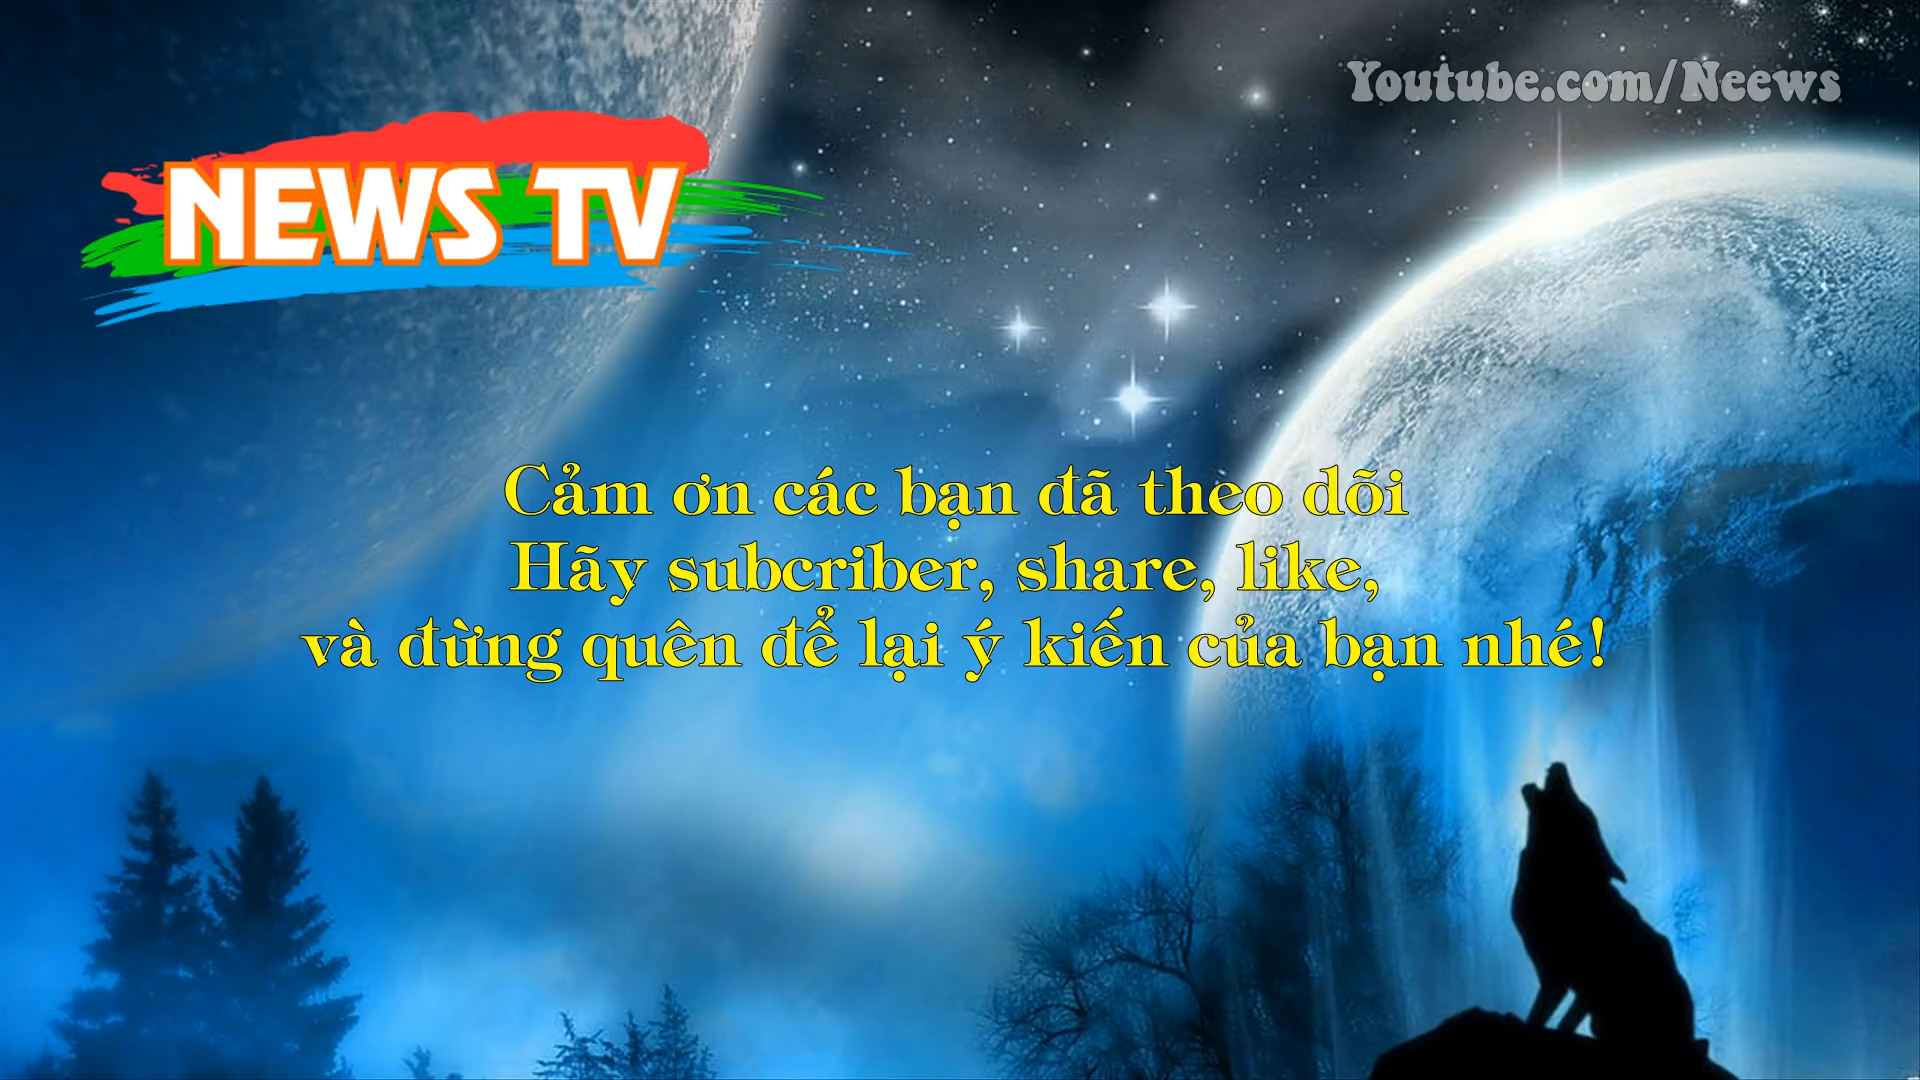 Youtube.com/Neews
NEWS TV
Cảm ơn các bạn đã theo dõi
Hãy subcriber, share, like,
và đừng quên để lại ý kiến của bạn nhé!